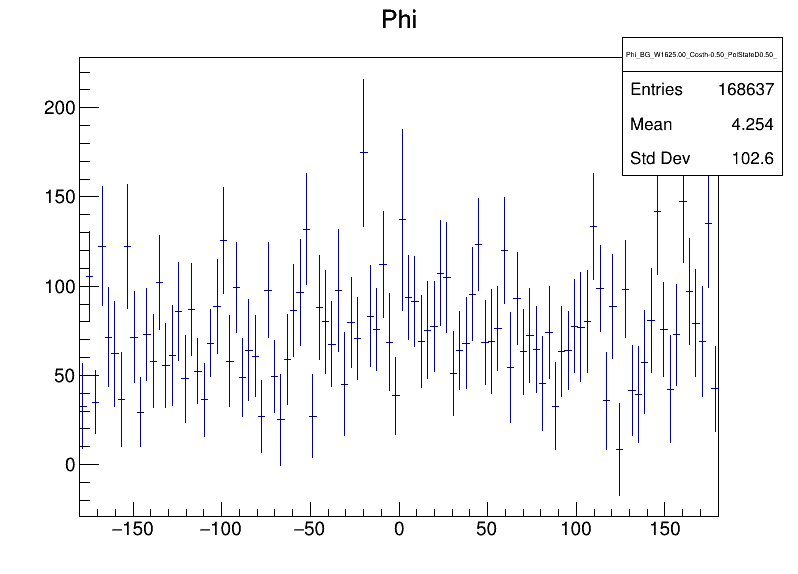 Phi
Phi_BG_W1625.00_Costh-0.50_PolStateD0.50_
Entries 168637
Mean 4.254
Std Dev 102.6
200
150
100
50
0
−150 −100 −50 0 50 100 150